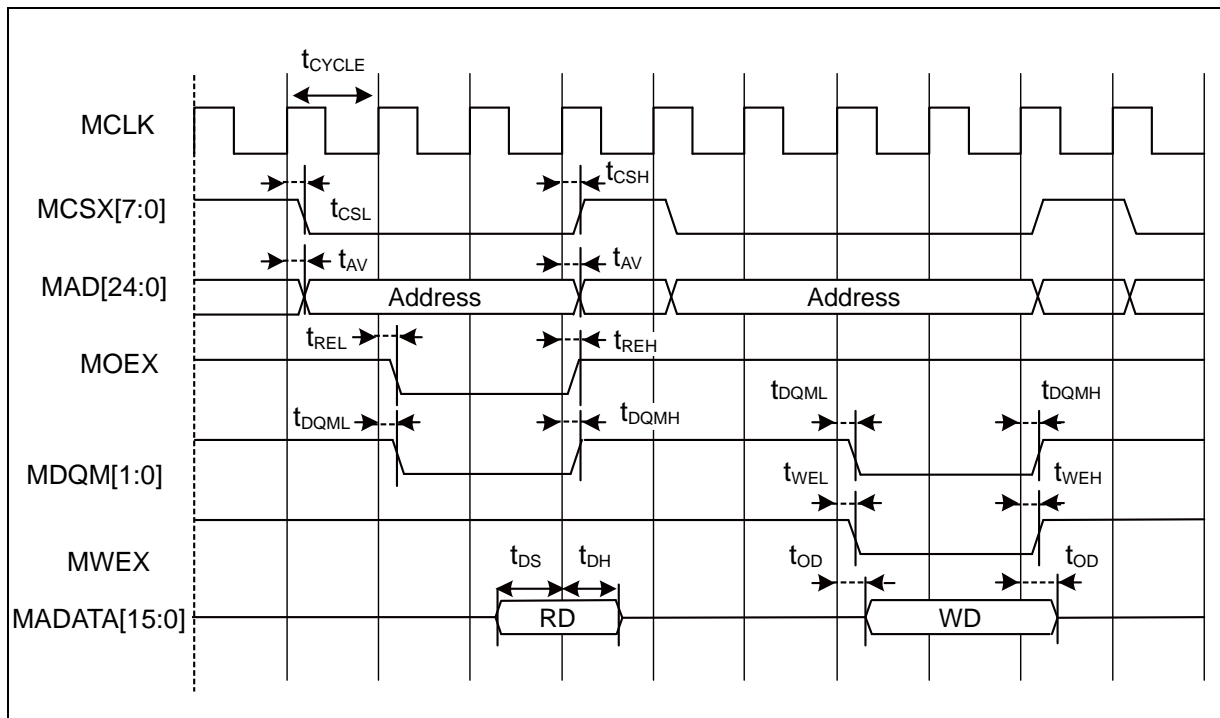 tCYCLE
MCLK
tCSH
MCSX[7:0]
tCSL
tAV
tAV
MAD[24:0]
Address
Address
tREL
tREH
MOEX
tDQML
tDQMH
tDQML
tDQMH
MDQM[1:0]
tWEL
tWEH
MWEX
tDS
tDH
tOD
tOD
MADATA[15:0]
RD
WD